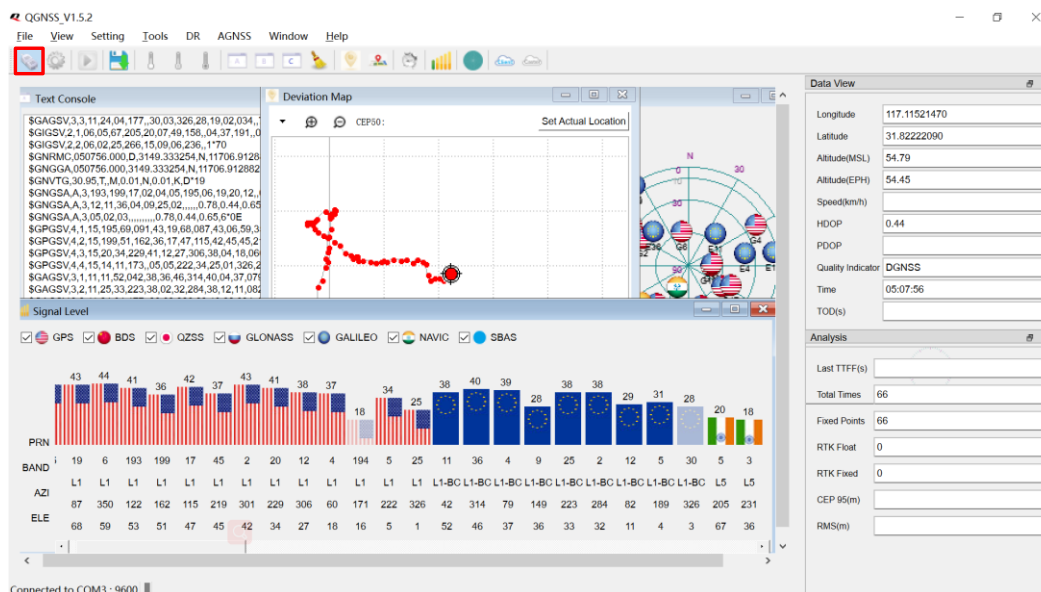 QGNSS_V1.5.2
File View Setting Tools DR AGNSS Window Help
Text Console
$GAGSV,3,3,11,24,04,177,,30,03,326,28,19,02,034,,
$GIGSV,2,1,06,05,67,205,20,07,49,158,,04,37,191,,0
$GIGSV,2,2,06,02,25,266,15,09,06,236,,1*70
$GNRMC,050756.000,D,3149.333254,N,11706.9128
$GNGGA,050756.000,3149.333254,N,11706.912882
$GNVTG,30.95,T,,M,0.01,N,0.01,K,D*19
$GNGSA,A,3,193,199,17,02,04,05,195,06,19,20,12,,
$GNGSA,A,3,12,11,36,04,09,25,02,,,,,,0.78,0.44,0.65
$GNGSA,A,3,05,02,03,,,,,,,,,,0.78,0.44,0.65,6*0E
$GPGSV,4,1,15,195,69,091,43,19,68,087,43,06,59,3
$GPGSV,4,2,15,199,51,162,36,17,47,115,42,45,45,2
$GPGSV,4,3,15,20,34,229,41,12,27,306,38,04,18,06
$GPGSV,4,4,15,14,11,173,,05,05,222,34,25,01,326,2
$GAGSV,3,1,11,11,52,042,38,36,46,314,40,04,37,079
$GAGSV,3,2,11,25,33,223,38,02,32,284,38,12,11,082
Deviation Map
CEP50:
Set Actual Location
N
0
30
10
30
90
G6
E11
G4
E4
Signal Level
GPS BDS QZSS GLONASS GALILEO NAVIC SBAS
43 44 41 36 42 37 43 41 38 37 18 34 25 38 40 39 28 38 38 29 31 28 20 18
PRN 19 6 193 199 17 45 2 20 12 4 194 5 25 11 36 4 9 25 2 12 5 30 5 3
BAND L1 L1 L1 L1 L1 L1 L1 L1 L1 L1 L1 L1 L1 L1-BC L1-BC L1-BC L1-BC L1-BC L1-BC L1-BC L1-BC L1-BC L5 L5
AZI 87 350 122 162 115 219 301 229 306 60 171 222 326 42 314 79 149 223 284 82 189 326 205 231
ELE 68 59 53 51 47 45 42 34 27 18 16 5 1 52 46 37 36 33 32 11 4 3 67 36
Data View
Longitude 117.11521470
Latitude 31.82222090
Altitude(MSL) 54.79
Altitude(EPH) 54.45
Speed(km/h)
HDOP 0.44
PDOP
Quality Indicator DGNSS
Time 05:07:56
TOD(s)
Analysis
Last TTFF(s)
Total Times 66
Fixed Points 66
RTK Float 0
RTK Fixed 0
CEP 95(m)
RMS(m)
Connected to COM3 : 9600